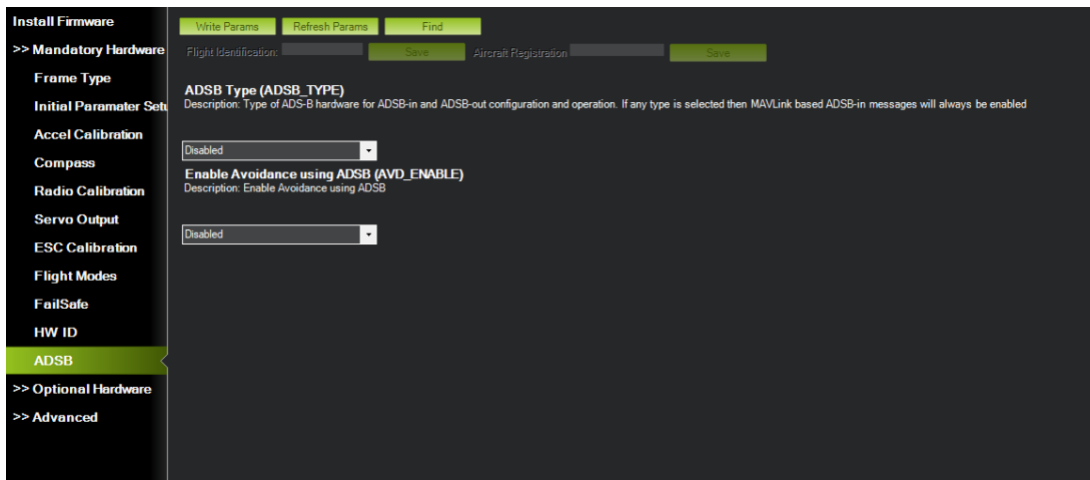 Install Firmware
>> Mandatory Hardware
Frame Type
Initial Paramater Setu
Accel Calibration
Compass
Radio Calibration
Servo Output
ESC Calibration
Flight Modes
FailSafe
HW ID
ADSB
>> Optional Hardware
>> Advanced
Write Params Refresh Params Find
Flight Identification: Save Aircraft Registration Save
ADSB Type (ADSB_TYPE)
Description: Type of ADS-B hardware for ADSB-in and ADSB-out configuration and operation. If any type is selected then MAVLink based ADSB-in messages will always be enabled
Disabled
Enable Avoidance using ADSB (AVD_ENABLE)
Description: Enable Avoidance using ADSB
Disabled